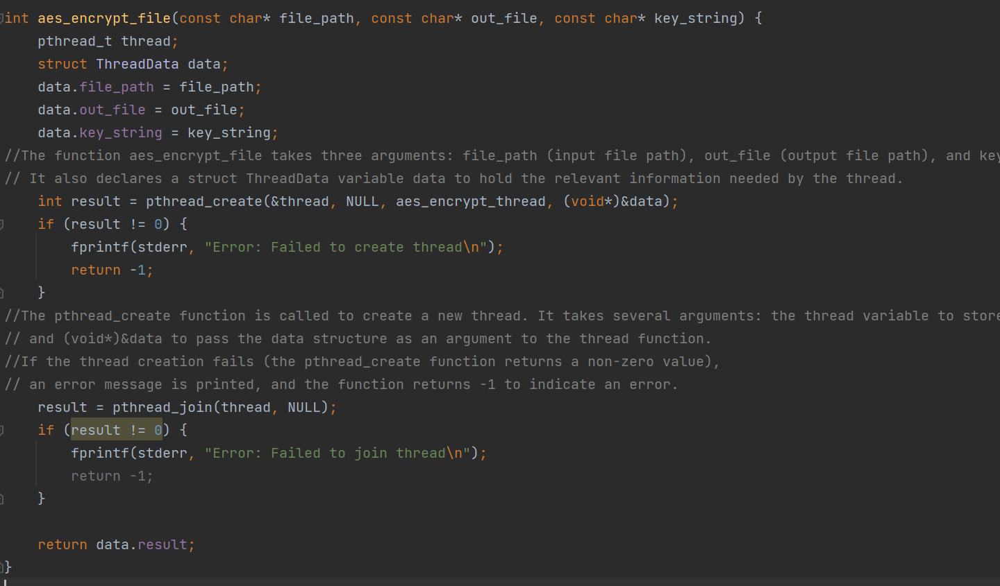 int aes_encrypt_file(const char* file_path, const char* out_file, const char* key_string) {
    pthread_t thread;
    struct ThreadData data;
    data.file_path = file_path;
    data.out_file = out_file;
    data.key_string = key_string;
//The function aes_encrypt_file takes three arguments: file_path (input file path), out_file (output file path), and key
// It also declares a struct ThreadData variable data to hold the relevant information needed by the thread.
    int result = pthread_create(&thread, NULL, aes_encrypt_thread, (void*)&data);
    if (result != 0) {
        fprintf(stderr, "Error: Failed to create thread\n");
        return -1;
    }
//The pthread_create function is called to create a new thread. It takes several arguments: the thread variable to store
// and (void*)&data to pass the data structure as an argument to the thread function.
//If the thread creation fails (the pthread_create function returns a non-zero value),
// an error message is printed, and the function returns -1 to indicate an error.
    result = pthread_join(thread, NULL);
    if (result != 0) {
        fprintf(stderr, "Error: Failed to join thread\n");
        return -1;
    }

    return data.result;
}